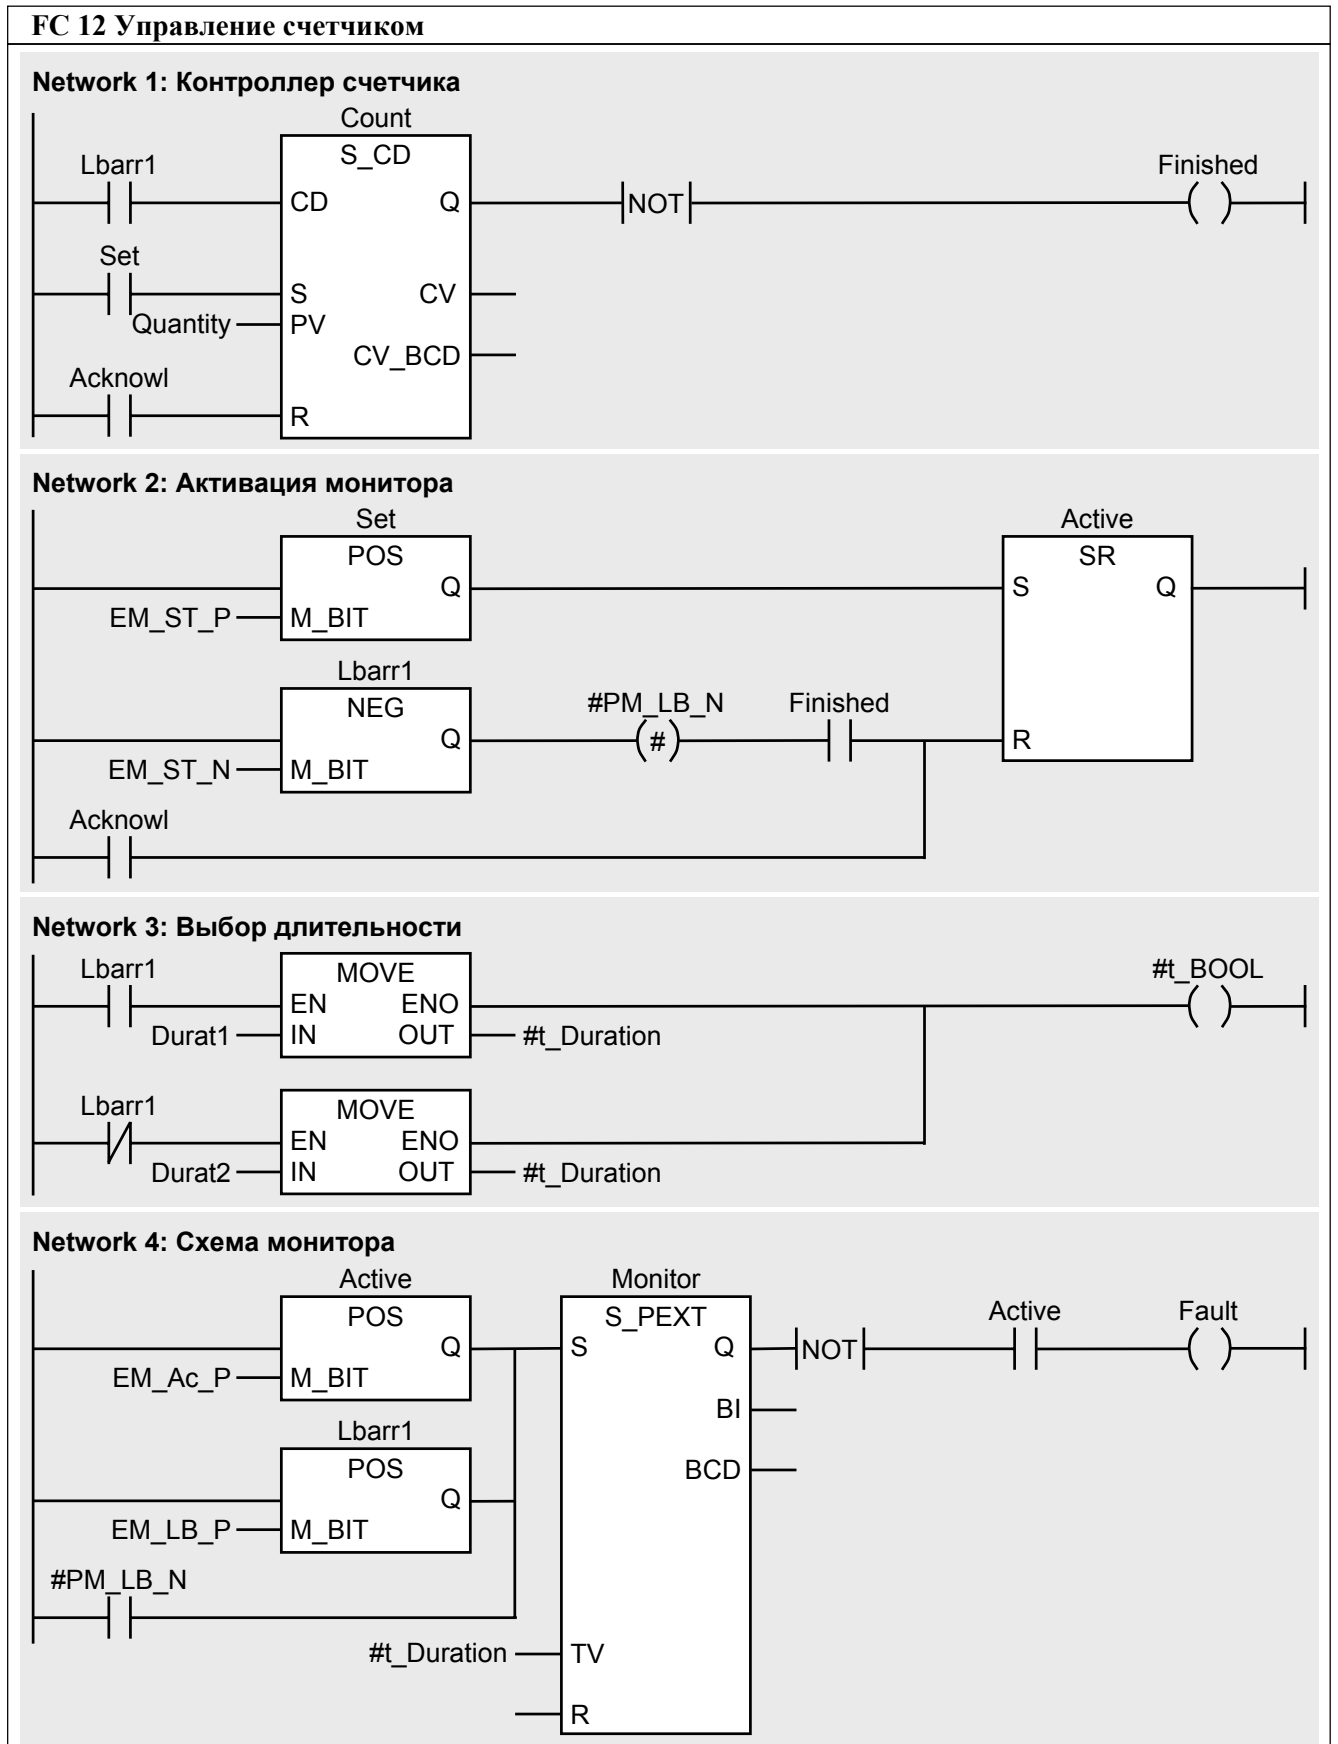 FC 12 Управление счетчиком
Network 1: Контроллер счетчика
Count
S_CD
Lbarr1
Finished
CD Q
NOT
Set
S CV
Quantity PV
CV_BCD
Acknowl
R
Network 2: Активация монитора
Set Active
POS SR
Q S Q
EM_ST_P M_BIT
Lbarr1
NEG #PM_LB_N Finished
Q # R
EM_ST_N M_BIT
Acknowl
Network 3: Выбор длительности
Lbarr1 MOVE #t_BOOL
EN ENO
Durat1 IN OUT #t_Duration
Lbarr1 MOVE
EN ENO
Durat2 IN OUT #t_Duration
Network 4: Схема монитора
Active Monitor
POS S_PEXT Active Fault
Q S Q NOT
EM_Ac_P M_BIT
BI
Lbarr1
POS BCD
Q
EM_LB_P M_BIT
#PM_LB_N
#t_Duration TV
R